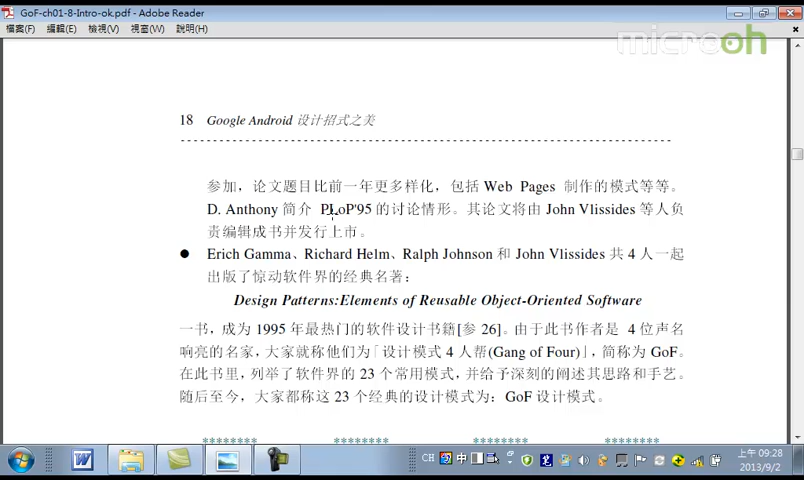 GoF-ch01-8-Intro-ok.pdf - Adobe Reader
檔案(F) 編輯(E) 檢視(V) 視窗(W) 說明(H)
microoh
18 Google Android 设计招式之美
参加，论文题目比前一年更多样化，包括 Web Pages 制作的模式等等。
D. Anthony 简介 PLoP'95 的讨论情形。其论文将由 John Vlissides 等人负
责编辑成书并发行上市。
● Erich Gamma、Richard Helm、Ralph Johnson 和 John Vlissides 共 4 人一起
出版了惊动软件界的经典名著：
Design Patterns:Elements of Reusable Object-Oriented Software
一书，成为 1995 年最热门的软件设计书籍[参 26]。由于此书作者是 4 位声名
响亮的名家，大家就称他们为「设计模式 4 人帮(Gang of Four)」，简称为 GoF。
在此书里，列举了软件界的 23 个常用模式，并给予深刻的阐述其思路和手艺。
随后至今，大家都称这 23 个经典的设计模式为：GoF 设计模式。
******** ******** ******** ********
CH 中 上午 09:28
2013/9/2